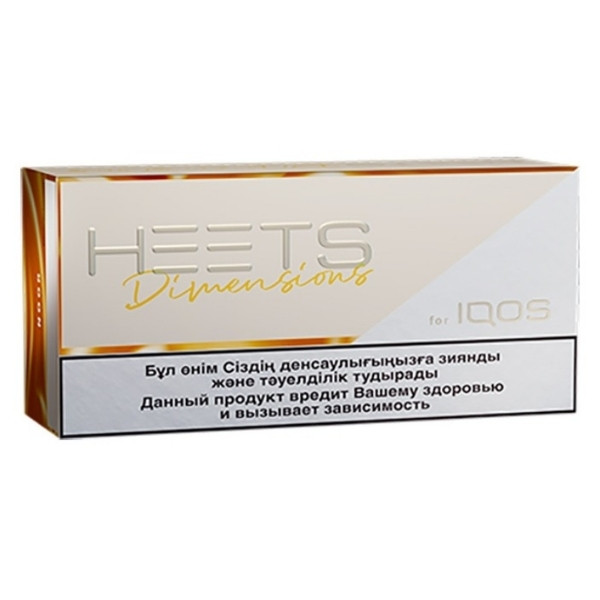 HEETS
Dimensions
for IQOS
Бұл өнім Сіздің денсаулығыңызға зиянды
және тәуелділік тудырады
Данный продукт вредит Вашему здоровью
и вызывает зависимость
NOOR